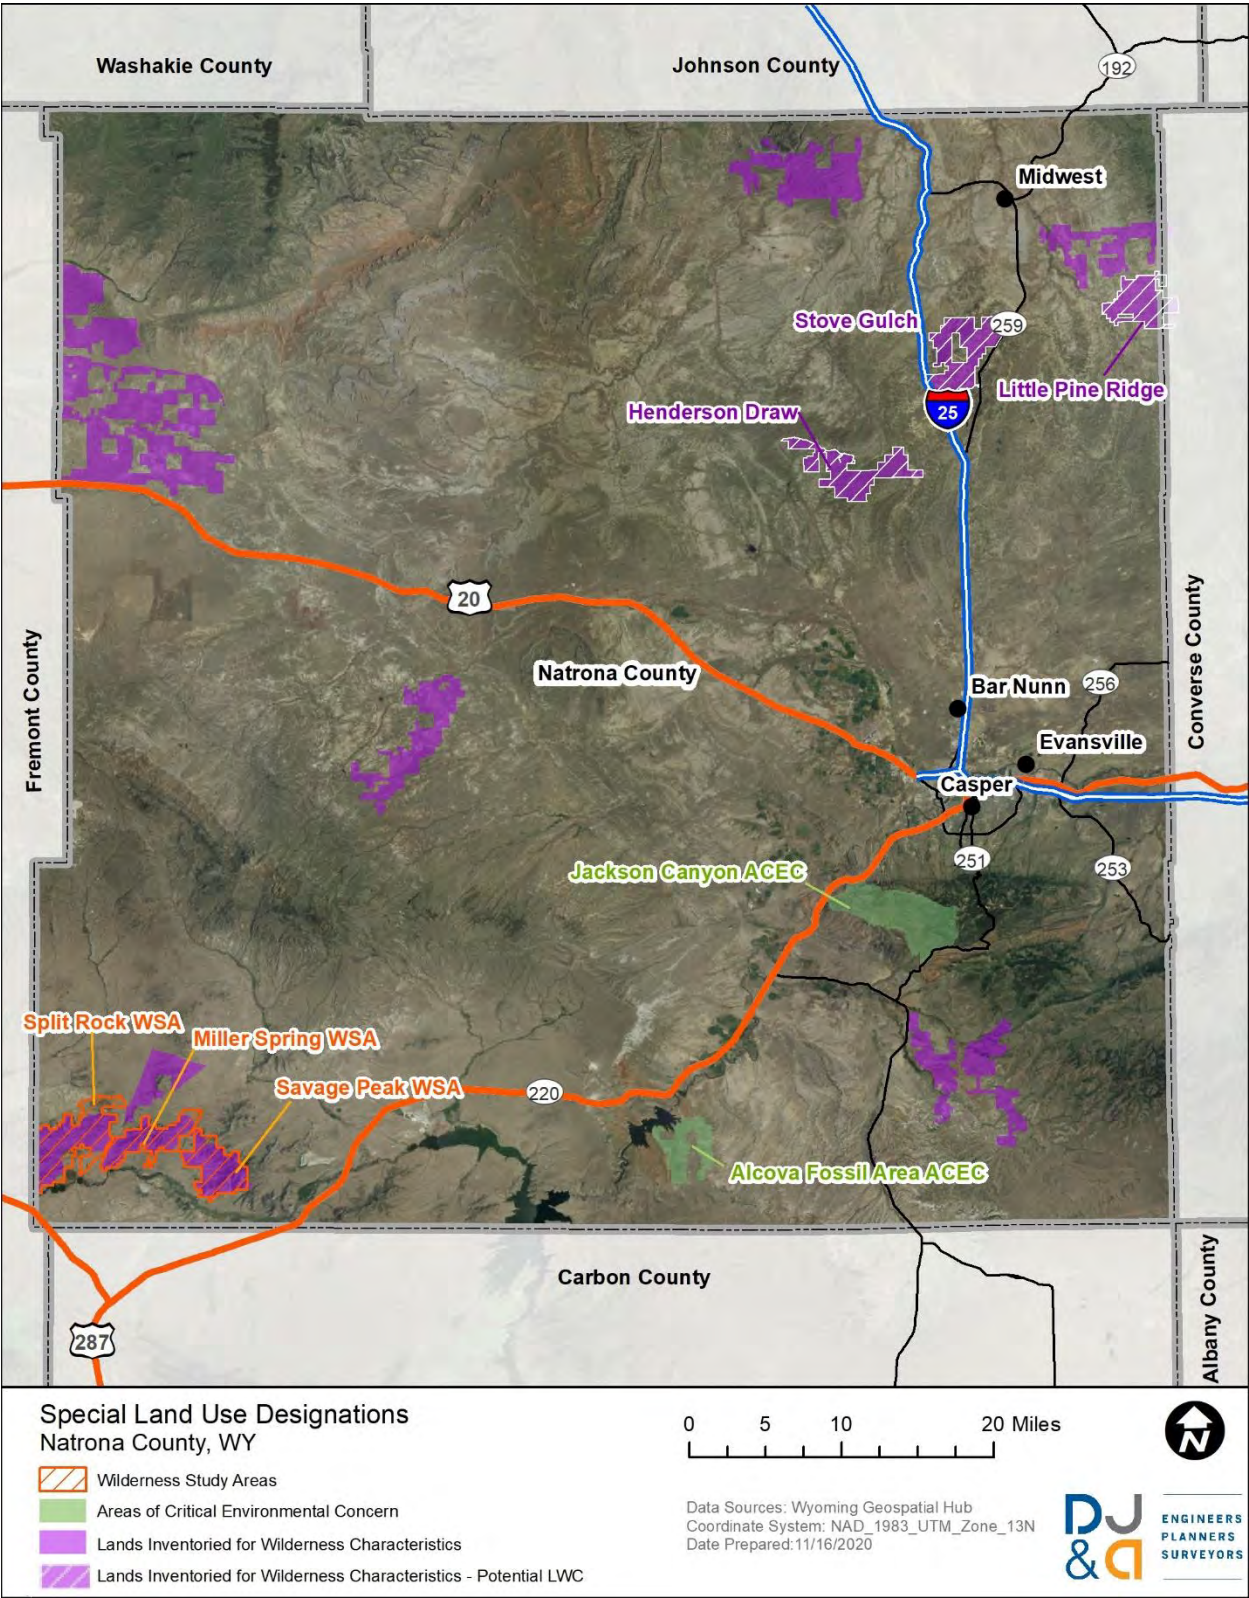 Washakie County
Johnson County
192
Midwest
Stove Gulch
259
Little Pine Ridge
Henderson Draw
25
20
Natrona County
Fremont County
Converse County
Bar Nunn
256
Evansville
Casper
251
253
Jackson Canyon ACEC
Split Rock WSA
Miller Spring WSA
Savage Peak WSA
220
Alcova Fossil Area ACEC
Carbon County
Albany County
287
Special Land Use Designations
Natrona County, WY
Wilderness Study Areas
Areas of Critical Environmental Concern
Lands Inventoried for Wilderness Characteristics
Lands Inventoried for Wilderness Characteristics - Potential LWC
0 5 10 20 Miles
N
Data Sources: Wyoming Geospatial Hub
Coordinate System: NAD_1983_UTM_Zone_13N
Date Prepared:11/16/2020
DJ
&a
ENGINEERS
PLANNERS
SURVEYORS